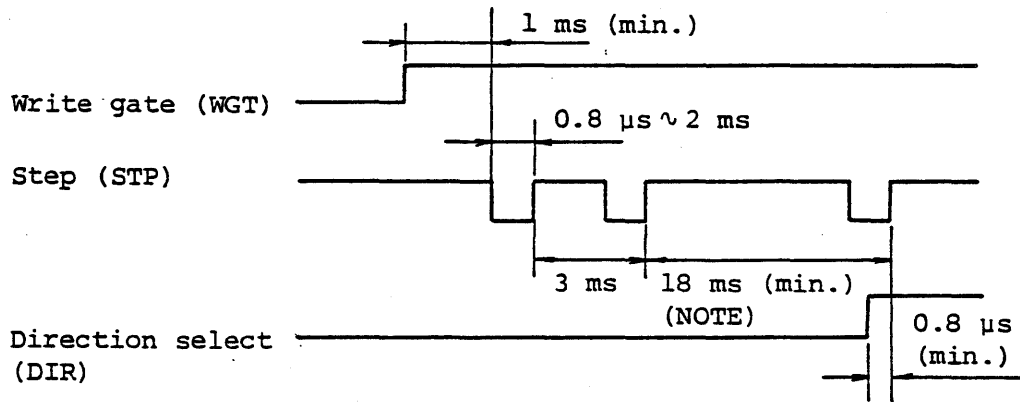 1 ms (min.)
Write gate (WGT)
0.8 µs ~ 2 ms
Step (STP)
3 ms
18 ms (min.)
(NOTE)
Direction select
(DIR)
0.8 µs
(min.)